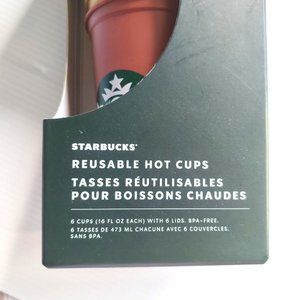 STARBUCKS®
REUSABLE HOT CUPS
TASSES RÉUTILISABLES
POUR BOISSONS CHAUDES
6 CUPS (16 FL OZ EACH) WITH 6 LIDS. BPA-FREE.
6 TASSES DE 473 ML CHACUNE AVEC 6 COUVERCLES.
SANS BPA.